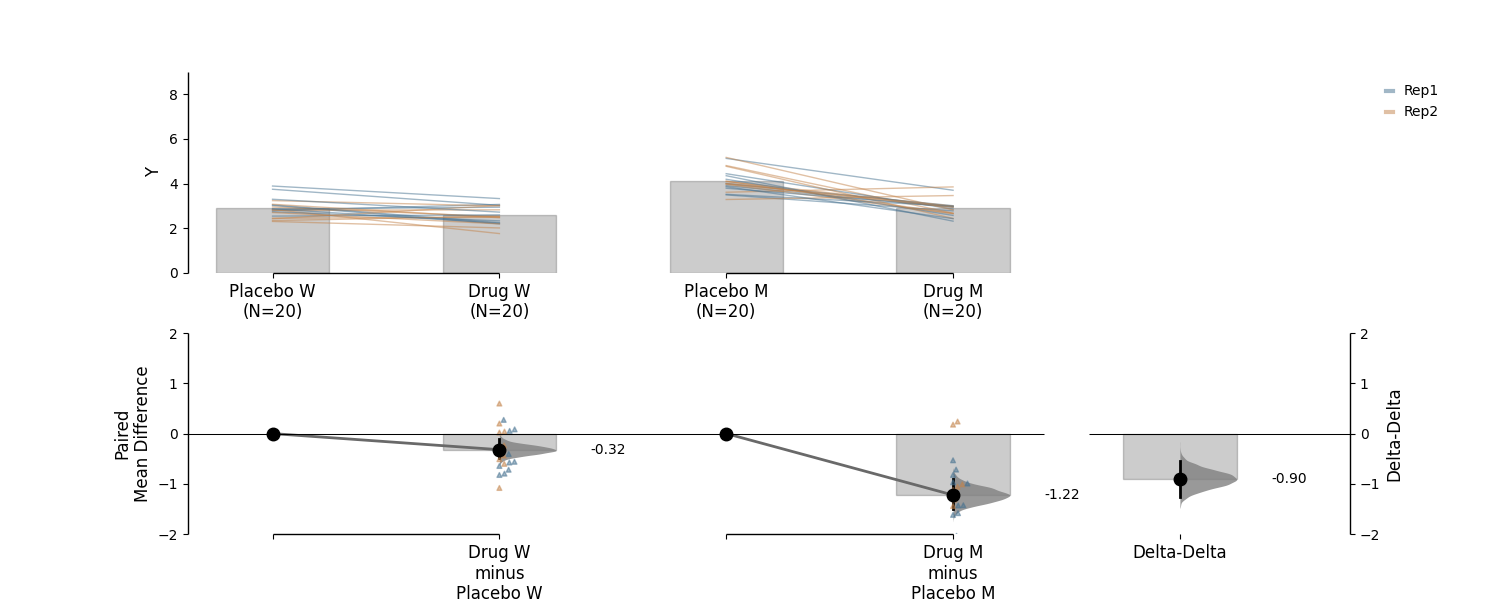 Y
8
6
4
2
0
Rep1
Rep2
Placebo W
(N=20)
Drug W
(N=20)
Placebo M
(N=20)
Drug M
(N=20)
Paired
Mean Difference
2
1
0
−1
−2
-0.32
-1.22
-0.90
2
1
0
−1
−2
Delta-Delta
Drug W
minus
Placebo W
Drug M
minus
Placebo M
Delta-Delta